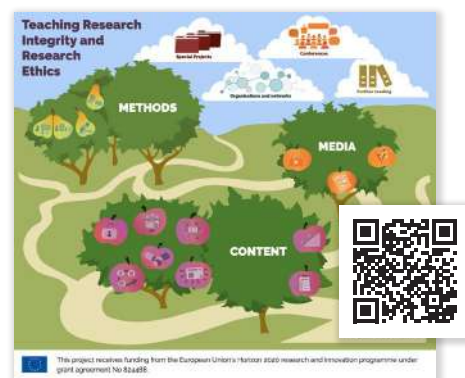 Teaching Research
Integrity and
Research
Ethics
Special Projects
Conferences
Organisations and networks
Further reading
METHODS
MEDIA
CONTENT
This project receives funding from the European Union's Horizon 2020 research and innovation programme under
grant agreement No 824488.